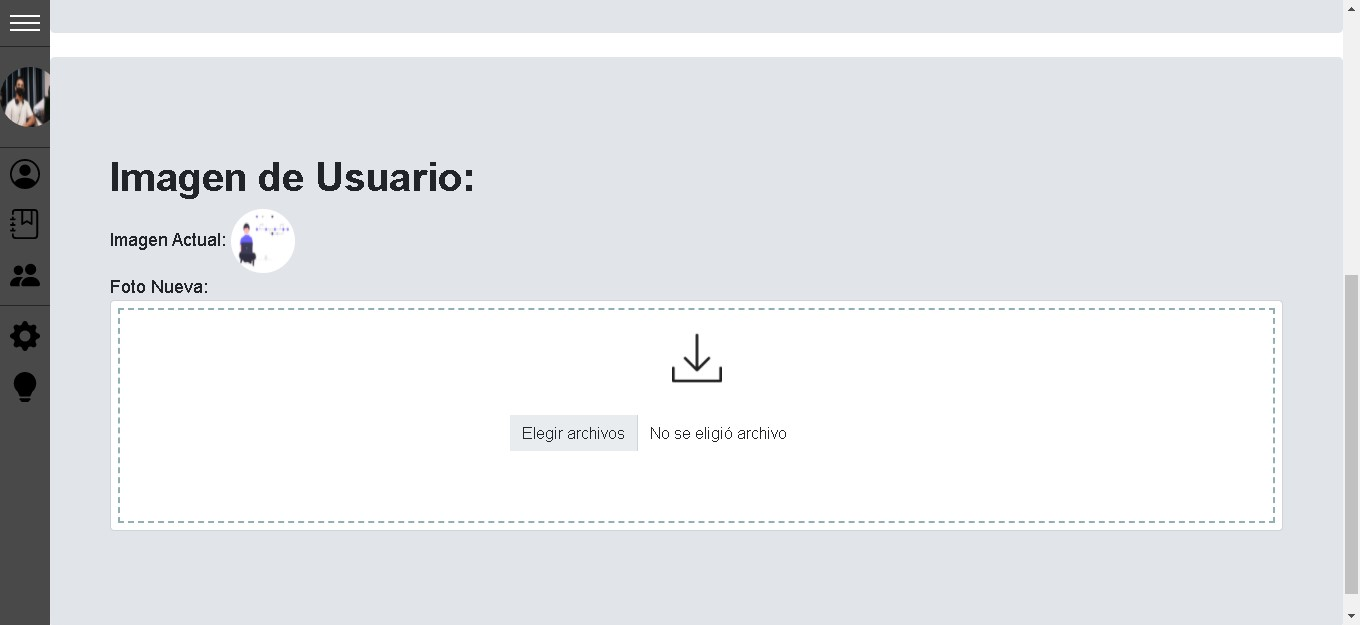 Imagen de Usuario:
Imagen Actual:
Foto Nueva:
Elegir archivos No se eligió archivo